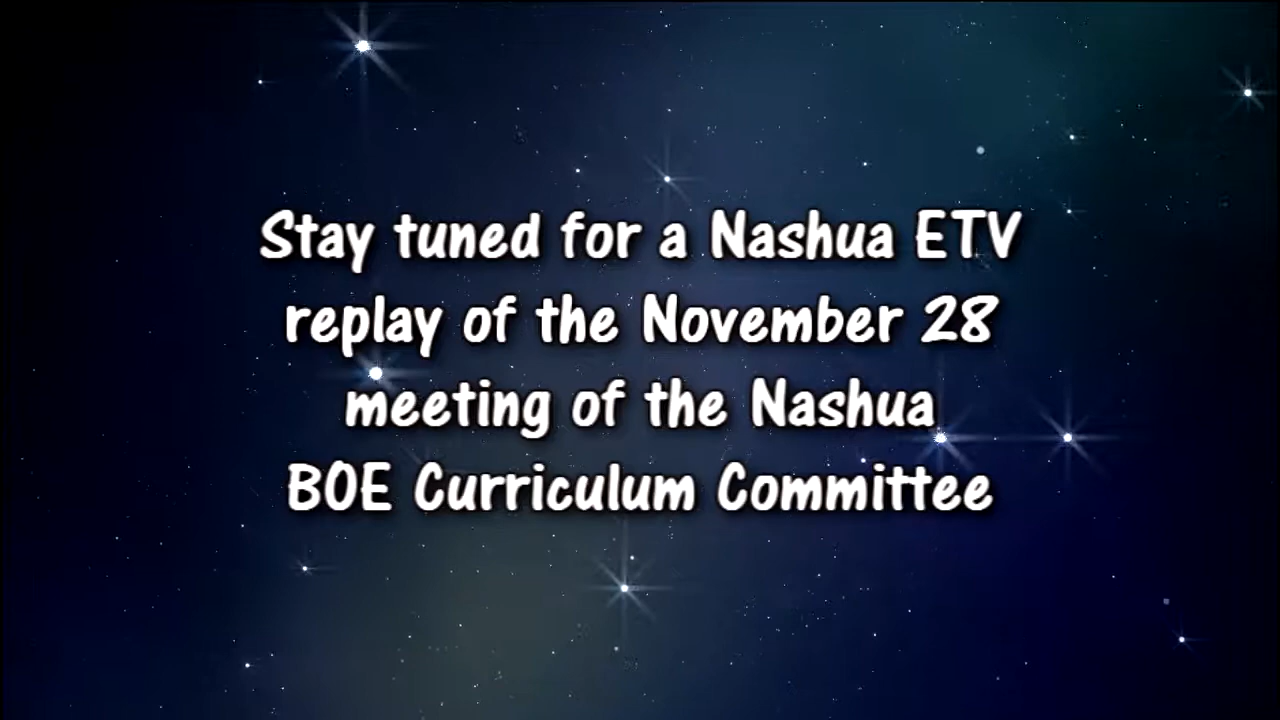 Stay tuned for a Nashua ETV
replay of the November 28
meeting of the Nashua
BOE Curriculum Committee